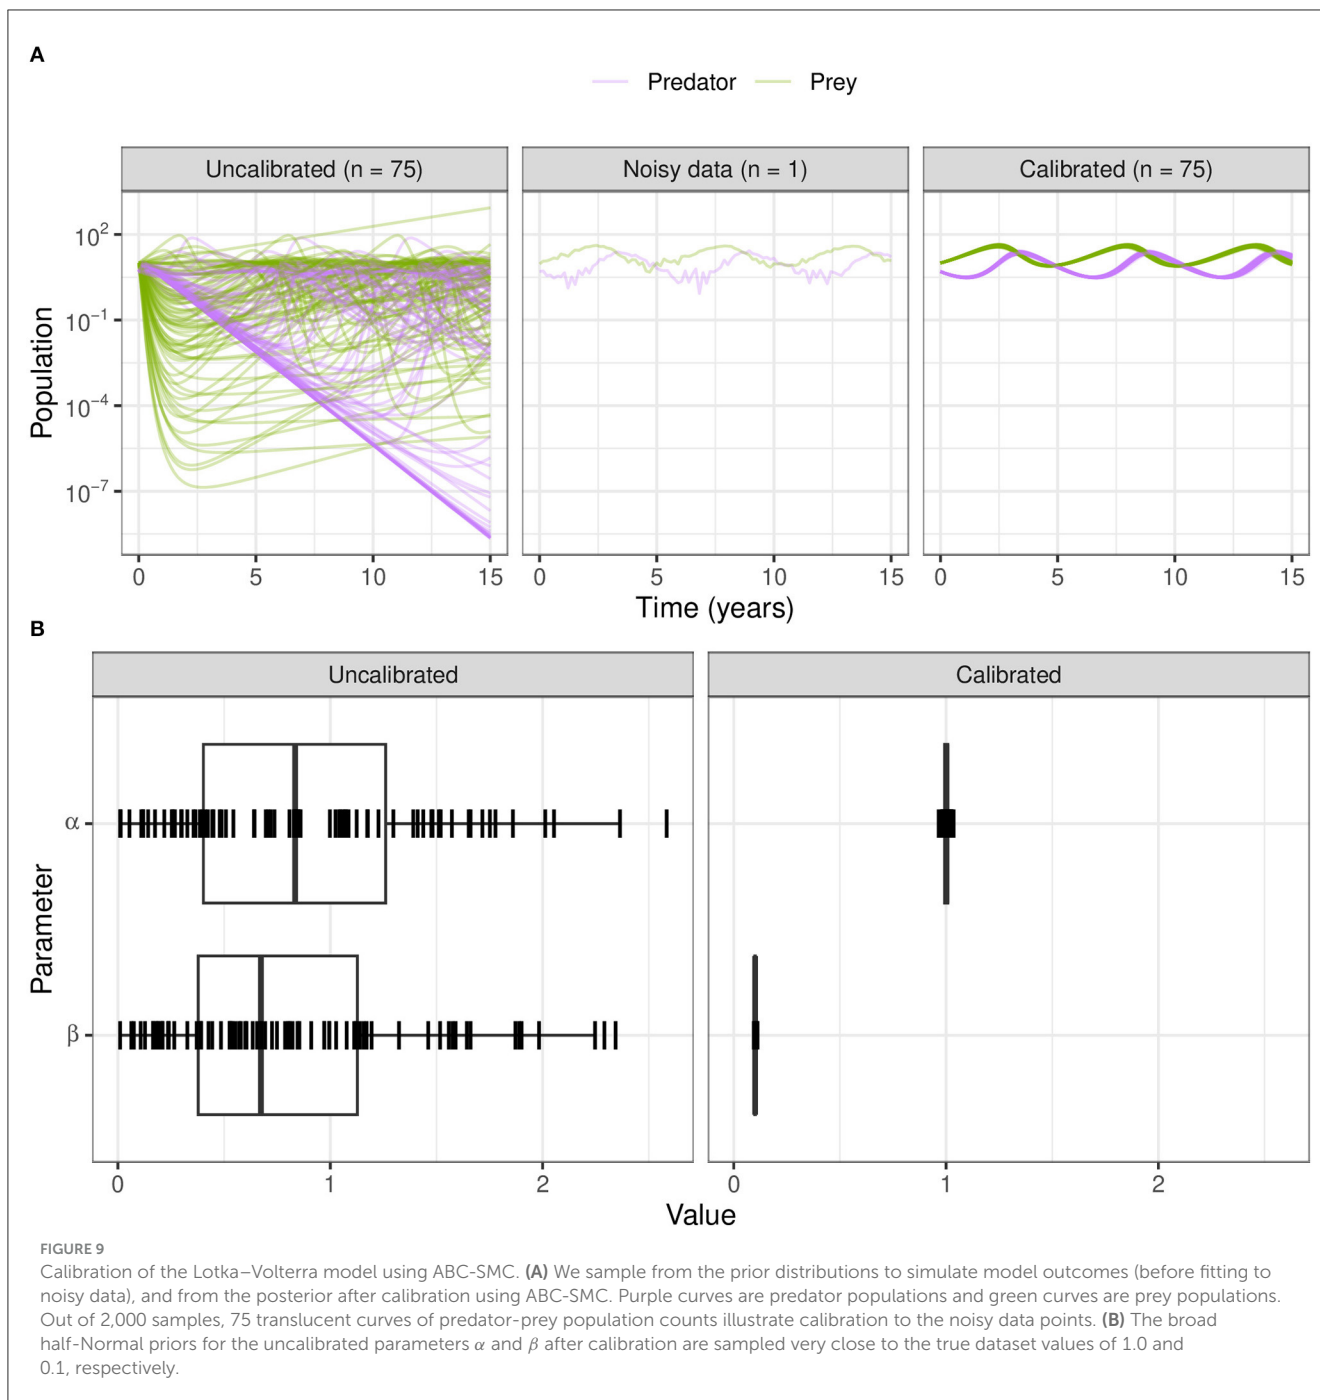 A
Predator Prey
Uncalibrated (n = 75) Noisy data (n = 1) Calibrated (n = 75)
Population
10^2
10^-1
10^-4
10^-7
0 5 10 15 0 5 10 15 0 5 10 15
Time (years)
B
Uncalibrated Calibrated
Parameter
α
β
0 1 2 0 1 2
Value
FIGURE 9
Calibration of the Lotka–Volterra model using ABC-SMC. (A) We sample from the prior distributions to simulate model outcomes (before fitting to
noisy data), and from the posterior after calibration using ABC-SMC. Purple curves are predator populations and green curves are prey populations.
Out of 2,000 samples, 75 translucent curves of predator-prey population counts illustrate calibration to the noisy data points. (B) The broad
half-Normal priors for the uncalibrated parameters α and β after calibration are sampled very close to the true dataset values of 1.0 and
0.1, respectively.